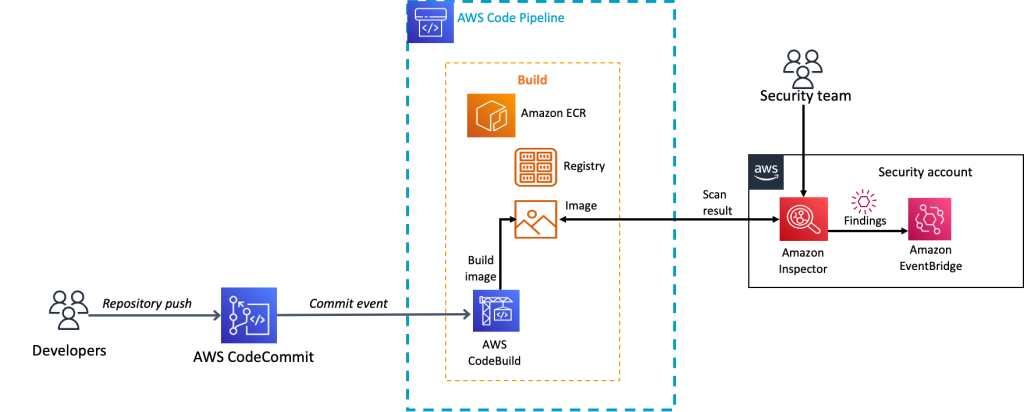 AWS Code Pipeline
Build
Amazon ECR
Registry
Image
Build
image
AWS
CodeBuild
Developers
Repository push
AWS CodeCommit
Commit event
Scan
result
Security team
aws
Security account
Findings
Amazon
Inspector
Amazon
EventBridge